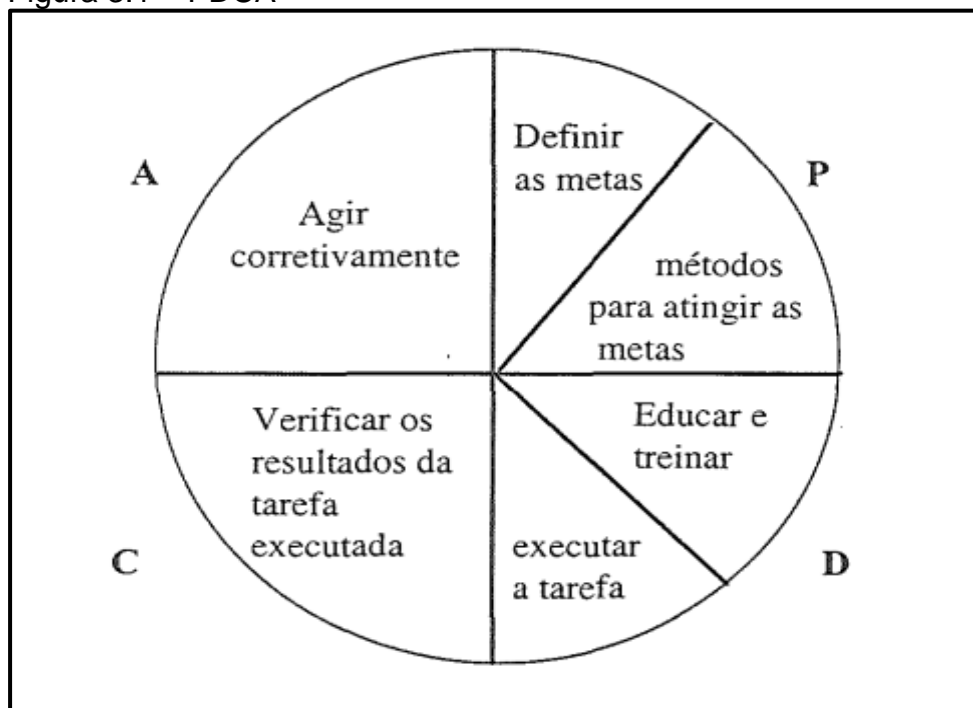 Definir
as metas
P
métodos
para atingir as
metas
Educar e
treinar
D
executar
a tarefa
Verificar os
resultados da
tarefa
executada
C
Agir
corretivamente
A